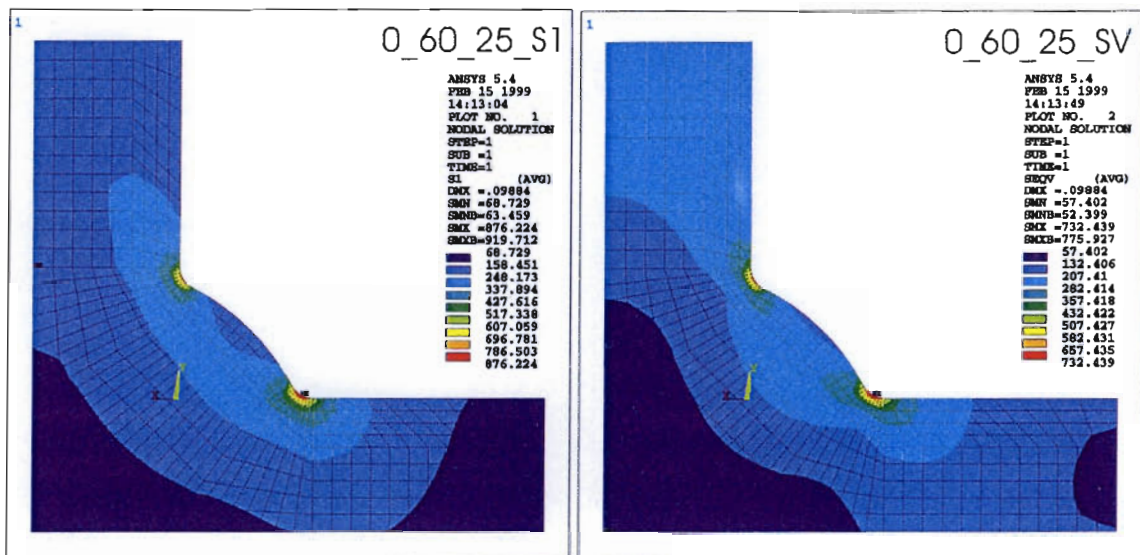 1
0_60_25_S1
ANSYS 5.4
FEB 15 1999
14:13:04
PLOT NO. 1
NODAL SOLUTION
STEP=1
SUB =1
TIME=1
S1 (AVG)
DMX =.09884
SMN =68.729
SMNB=63.459
SMX =876.224
SMXB=919.712
68.729
158.451
248.173
337.894
427.616
517.338
607.059
696.781
786.503
876.224
Y
X
1
0_60_25_SV
ANSYS 5.4
FEB 15 1999
14:13:49
PLOT NO. 2
NODAL SOLUTION
STEP=1
SUB =1
TIME=1
SEQV (AVG)
DMX =.09884
SMN =57.402
SMNB=52.399
SMX =732.439
SMXB=775.927
57.402
132.406
207.41
282.414
357.418
432.422
507.427
582.431
657.435
732.439
Y
X